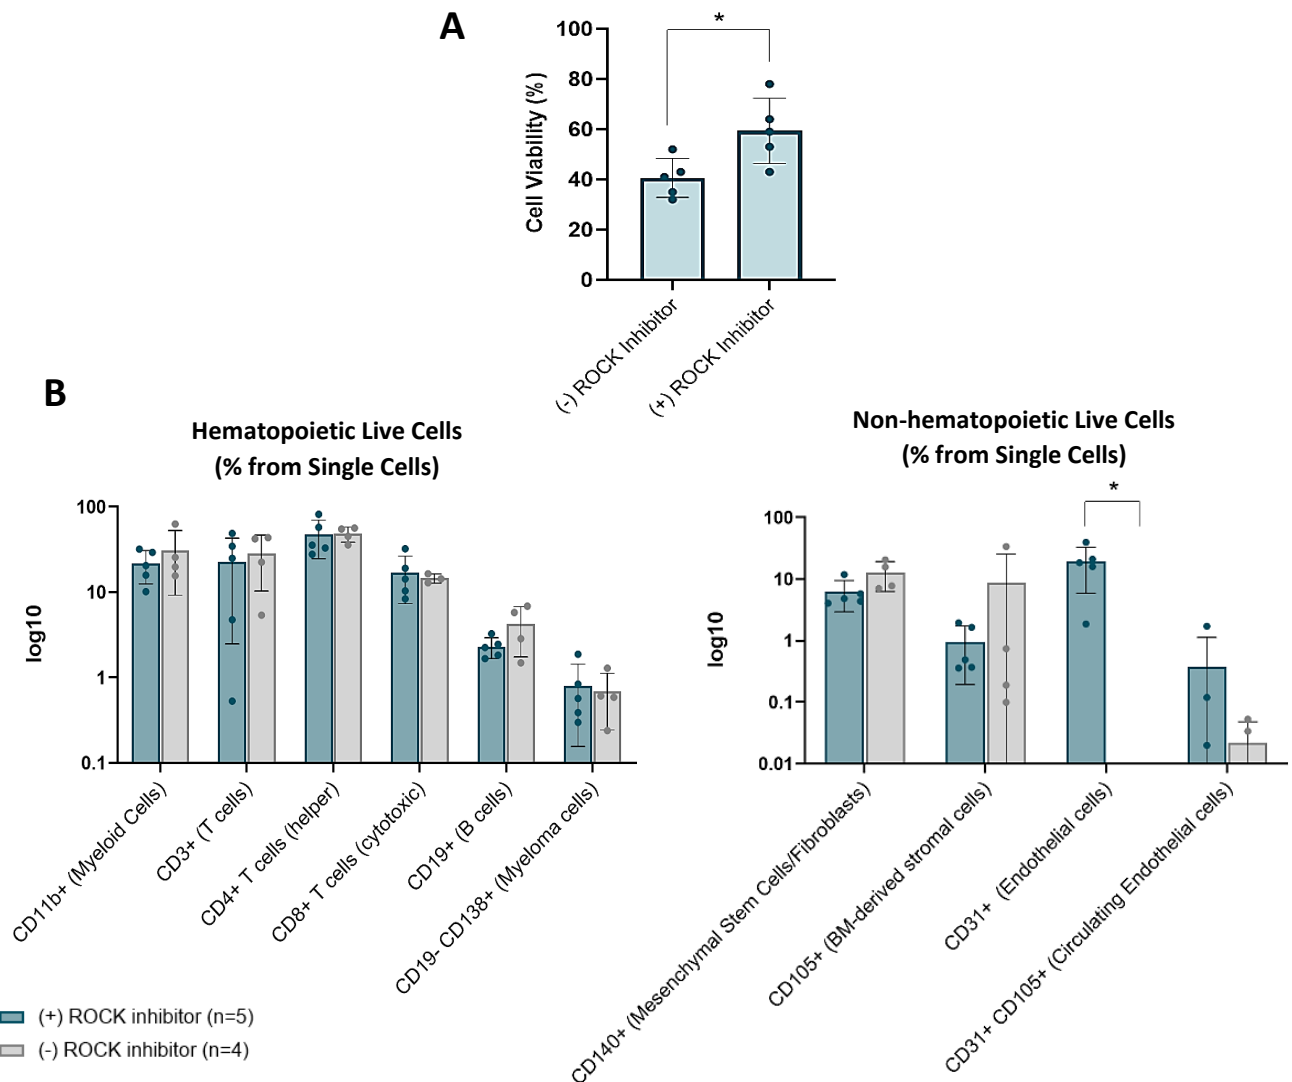 A
*
100
80
60
40
20
0
Cell Viability (%)
(-) ROCK Inhibitor
(+) ROCK Inhibitor
B
Hematopoietic Live Cells
(% from Single Cells)
100
10
1
0.1
log10
CD11b+ (Myeloid Cells)
CD3+ (T cells)
CD4+ T cells (helper)
CD8+ T cells (cytotoxic)
CD19+ (B cells)
CD19- CD138+ (Myeloma cells)
Non-hematopoietic Live Cells
(% from Single Cells)
*
100
10
1
0.1
0.01
log10
CD140+ (Mesenchymal Stem Cells/Fibroblasts)
CD105+ (BM-derived stromal cells)
CD31+ (Endothelial cells)
CD31+ CD105+ (Circulating Endothelial cells)
(+) ROCK inhibitor (n=5)
(-) ROCK inhibitor (n=4)